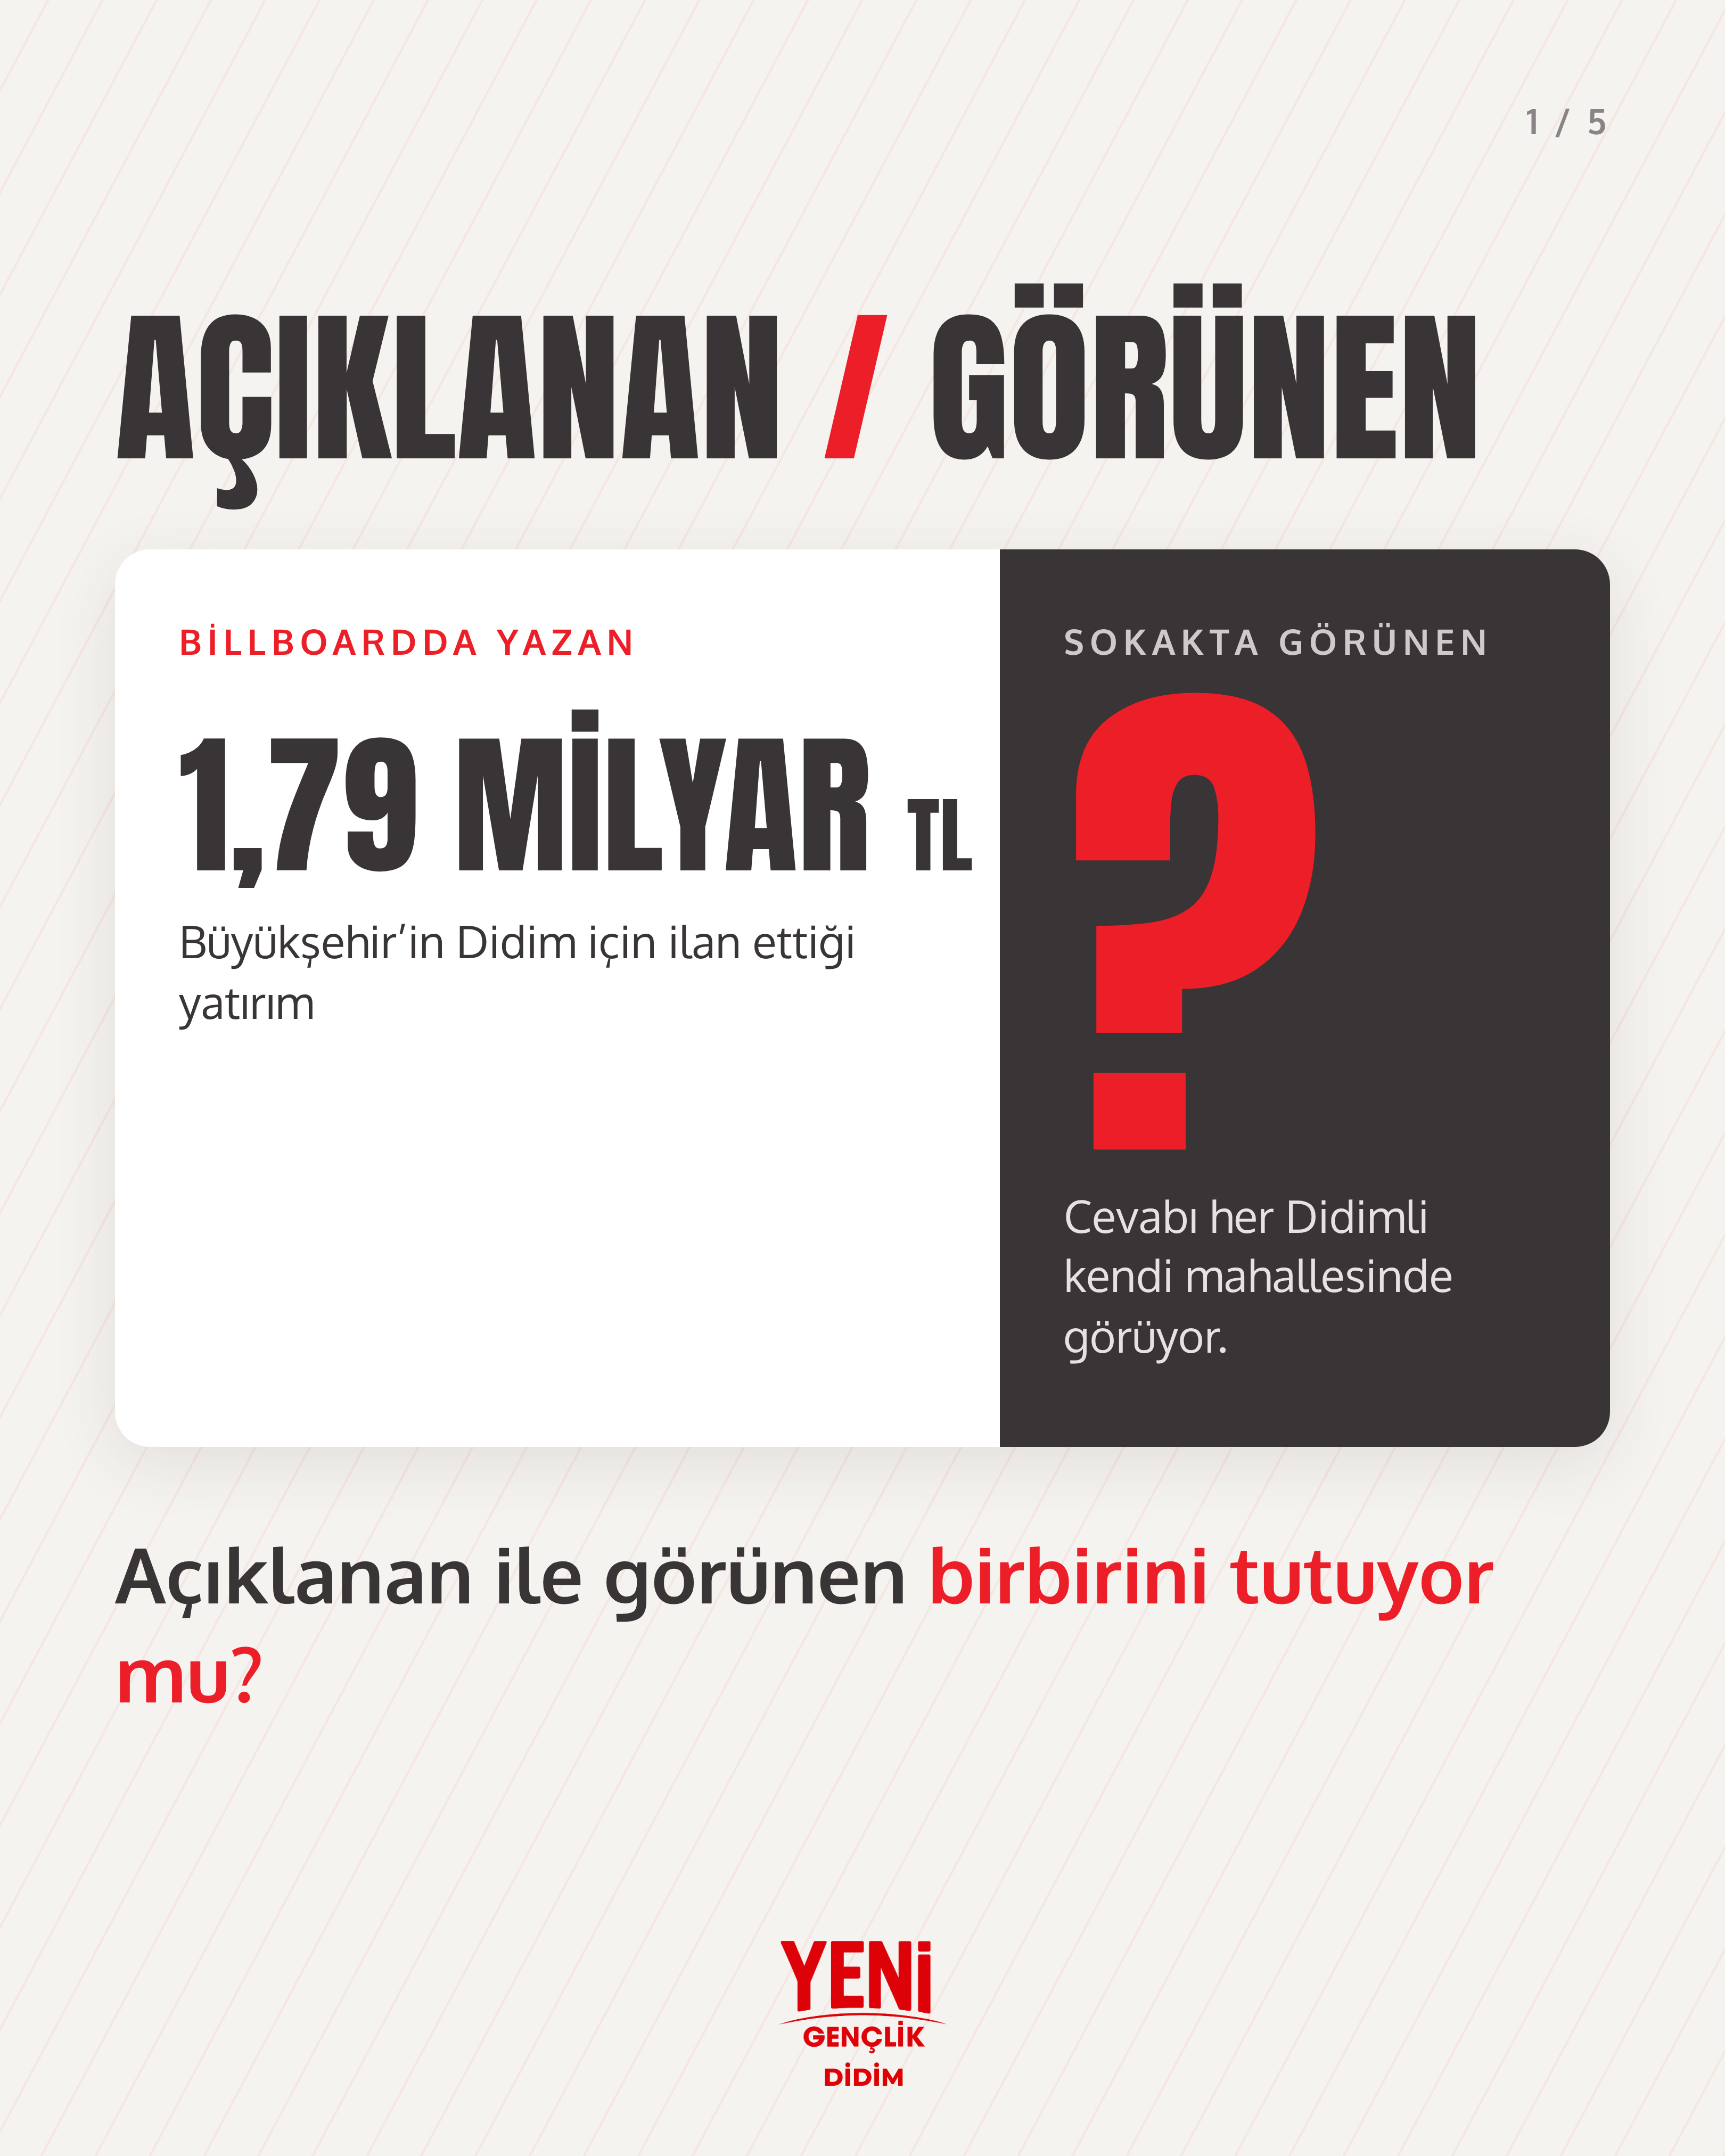 1 / 5
AÇIKLANAN / GÖRÜNEN
BİLLBOARDDA YAZAN
1,79 MİLYAR TL
Büyükşehir’in Didim için ilan ettiği
yatırım
SOKAKTA GÖRÜNEN
?
Cevabı her Didimli
kendi mahallesinde
görüyor.
Açıklanan ile görünen birbirini tutuyor
mu?
YENİ
GENÇLİK
DİDİM